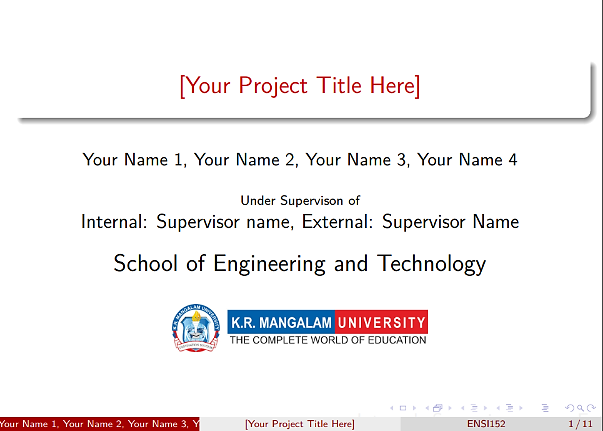 [Your Project Title Here]
Your Name 1, Your Name 2, Your Name 3, Your Name 4
Under Supervison of
Internal: Supervisor name, External: Supervisor Name
School of Engineering and Technology
K.R. MANGALAM UNIVERSITY
THE COMPLETE WORLD OF EDUCATION
Your Name 1, Your Name 2, Your Name 3, Y
[Your Project Title Here]
ENSI152
1 / 11